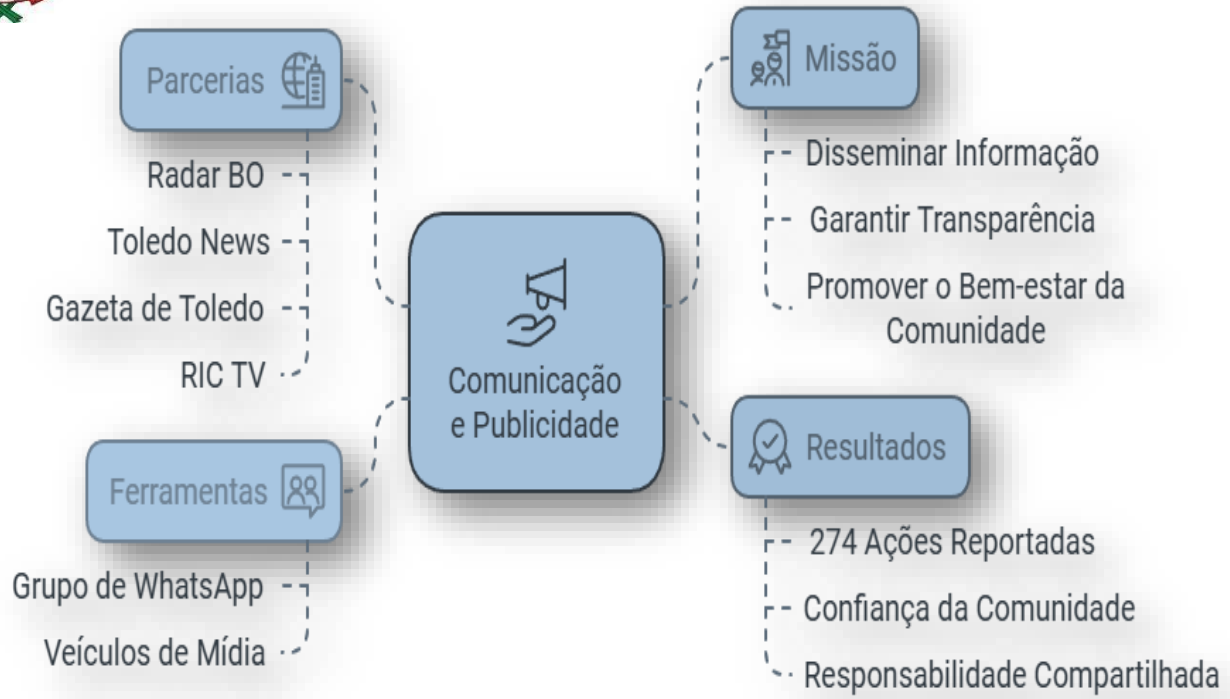 Parcerias
Radar BO
Toledo News
Gazeta de Toledo
RIC TV
Ferramentas
Grupo de WhatsApp
Veículos de Mídia
Comunicação
e Publicidade
Missão
Disseminar Informação
Garantir Transparência
Promover o Bem-estar da
Comunidade
Resultados
274 Ações Reportadas
Confiança da Comunidade
Responsabilidade Compartilhada